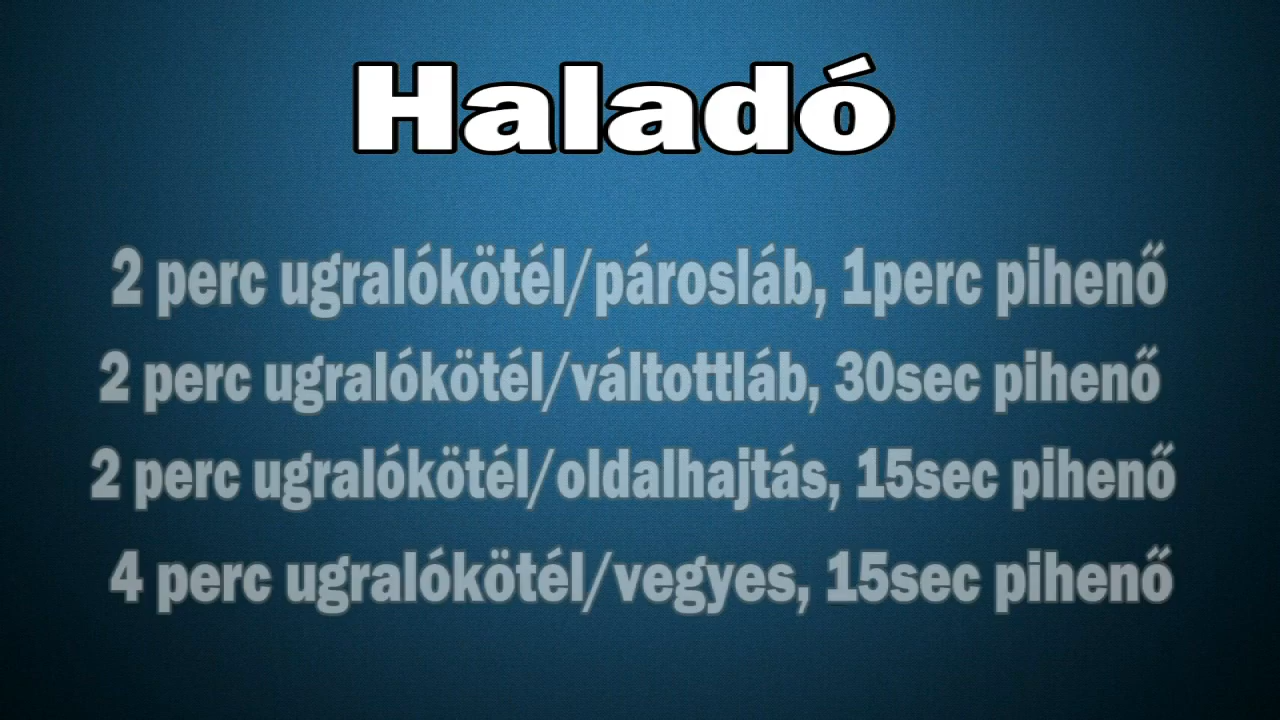 Haladó
2 perc ugralókötél/párosláb, 1perc pihenő
2 perc ugralókötél/váltottláb, 30sec pihenő
2 perc ugralókötél/oldalhajtás, 15sec pihenő
4 perc ugralókötél/vegyes, 15sec pihenő